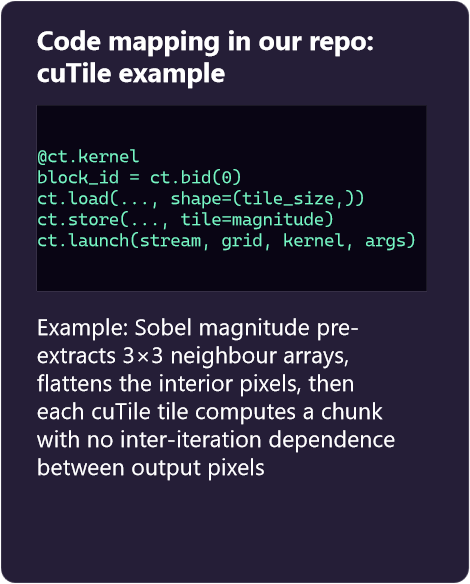 Code mapping in our repo:
cuTile example
@ct.kernel
block_id = ct.bid(0)
ct.load(..., shape=(tile_size,))
ct.store(..., tile=magnitude)
ct.launch(stream, grid, kernel, args)
Example: Sobel magnitude pre-
extracts 3×3 neighbour arrays,
flattens the interior pixels, then
each cuTile tile computes a chunk
with no inter-iteration dependence
between output pixels